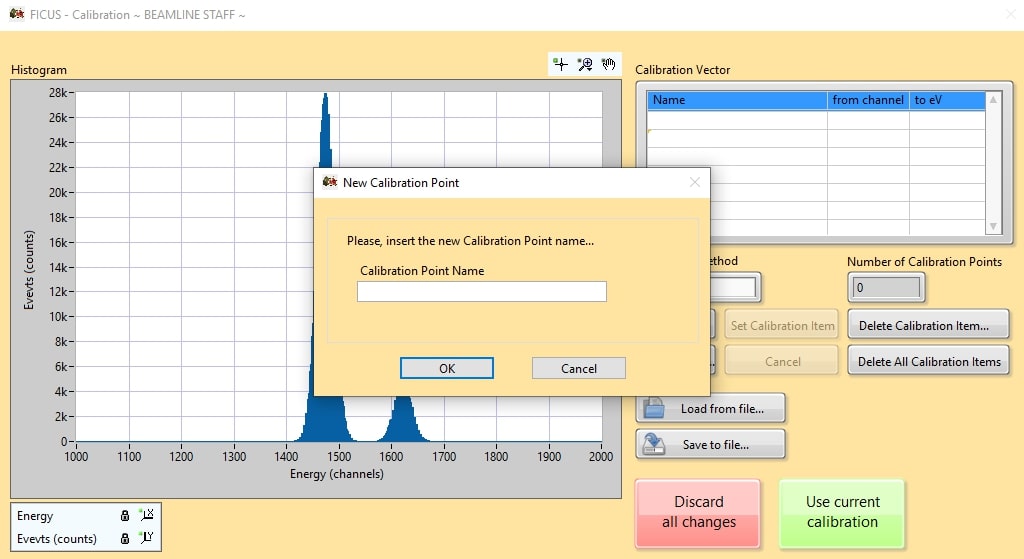 FICUS - Calibration ~ BEAMLINE STAFF ~
Histogram
28k
26k
24k
22k
20k
18k
16k
14k
12k
10k
8k
6k
4k
2k
0
Evevts (counts)
1000 1100 1200 1300 1400 1500 1600 1700 1800 1900 2000
Energy (channels)
Energy
Evevts (counts)
New Calibration Point
Please, insert the new Calibration Point name...
Calibration Point Name
OK Cancel
Calibration Vector
Name from channel to eV
Number of Calibration Points
0
Set Calibration Item Delete Calibration Item...
Cancel Delete All Calibration Items
Load from file...
Save to file...
Discard
all changes
Use current
calibration